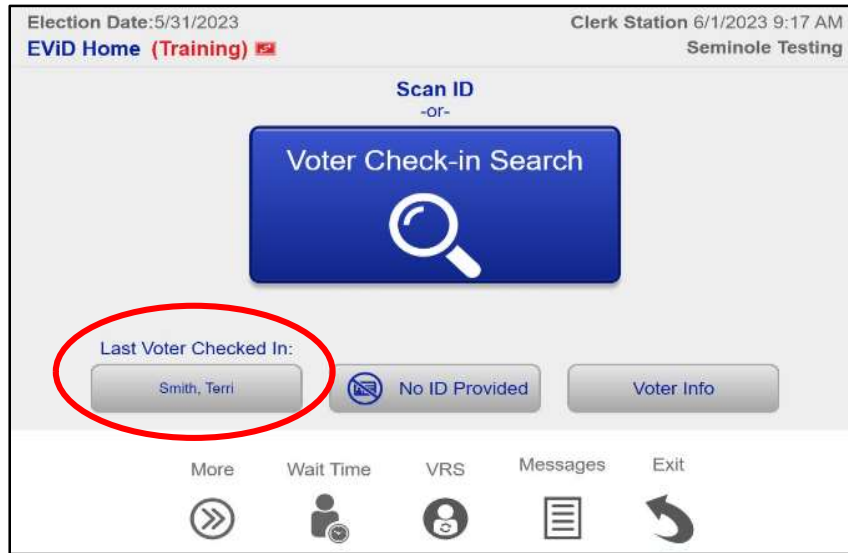 Election Date:5/31/2023
Clerk Station 6/1/2023 9:17 AM
EViD Home (Training)
Seminole Testing
Scan ID
-or-
Voter Check-in Search
Last Voter Checked In:
Smith, Terri
No ID Provided
Voter Info
More
Wait Time
VRS
Messages
Exit